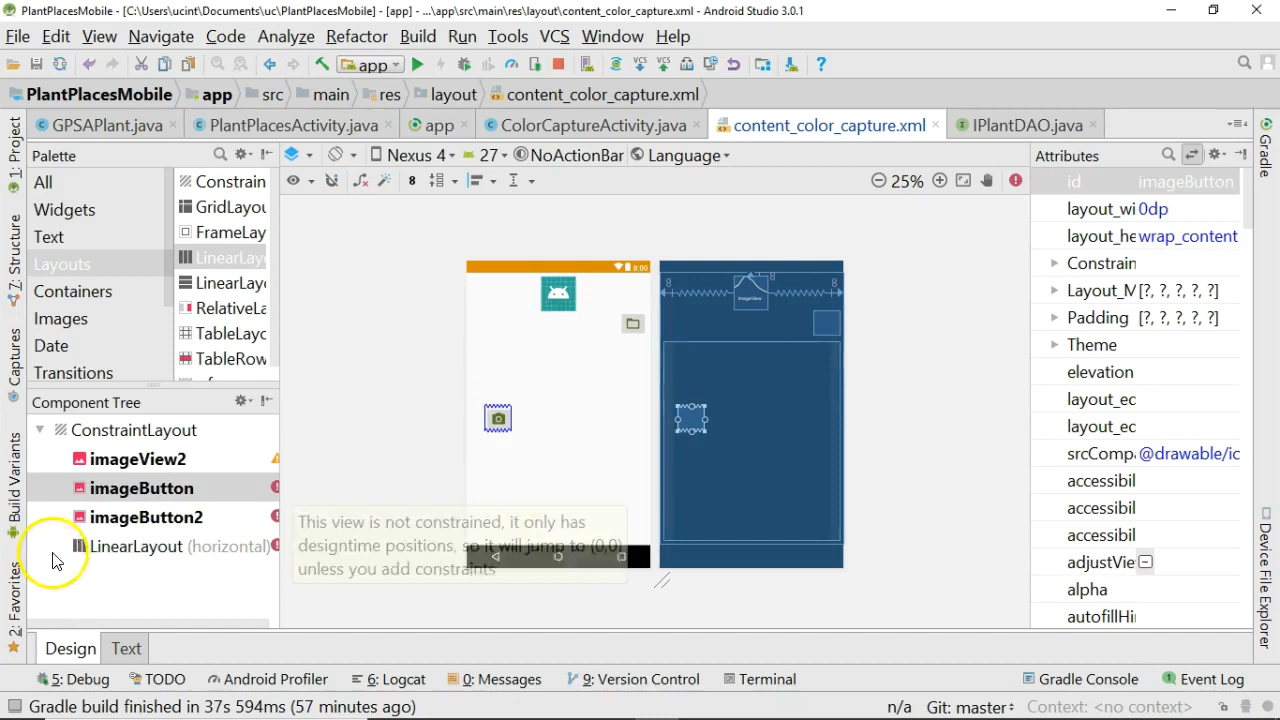 PlantPlacesMobile - [C:\Users\ucint\Documents\uc\PlantPlacesMobile] - [app] - ...\app\src\main\res\layout\content_color_capture.xml - Android Studio 3.0.1
File Edit View Navigate Code Analyze Refactor Build Run Tools VCS Window Help
app
PlantPlacesMobile app src main res layout content_color_capture.xml
GPSAPlant.java PlantPlacesActivity.java app ColorCaptureActivity.java content_color_capture.xml IPlantDAO.java
1: Project
7: Structure
Captures
Build Variants
2: Favorites
Palette
All
Widgets
Text
Layouts
Containers
Images
Date
Transitions
Constrain
GridLayou
FrameLay
LinearLay
LinearLay
RelativeLa
TableLayo
TableRow
Component Tree
ConstraintLayout
imageView2
imageButton
imageButton2
LinearLayout (horizontal)
Nexus 4 27 NoActionBar Language
8 25%
8:00
8
8 8
ImageView
This view is not constrained, it only has
designtime positions, so it will jump to (0,0)
unless you add constraints
Attributes
id imageButton
layout_wi 0dp
layout_he wrap_content
Constrain
Layout_M [?, ?, ?, ?, ?]
Padding [?, ?, ?, ?, ?]
Theme
elevation
layout_ec
layout_ec
srcCompa @drawable/ic
accessibil
accessibil
accessibil
adjustVie
alpha
autofillHi
Gradle
Device File Explorer
Design Text
5: Debug TODO Android Profiler 6: Logcat 0: Messages 9: Version Control Terminal Gradle Console 1 Event Log
Gradle build finished in 37s 594ms (57 minutes ago) n/a Git: master Context: <no context>